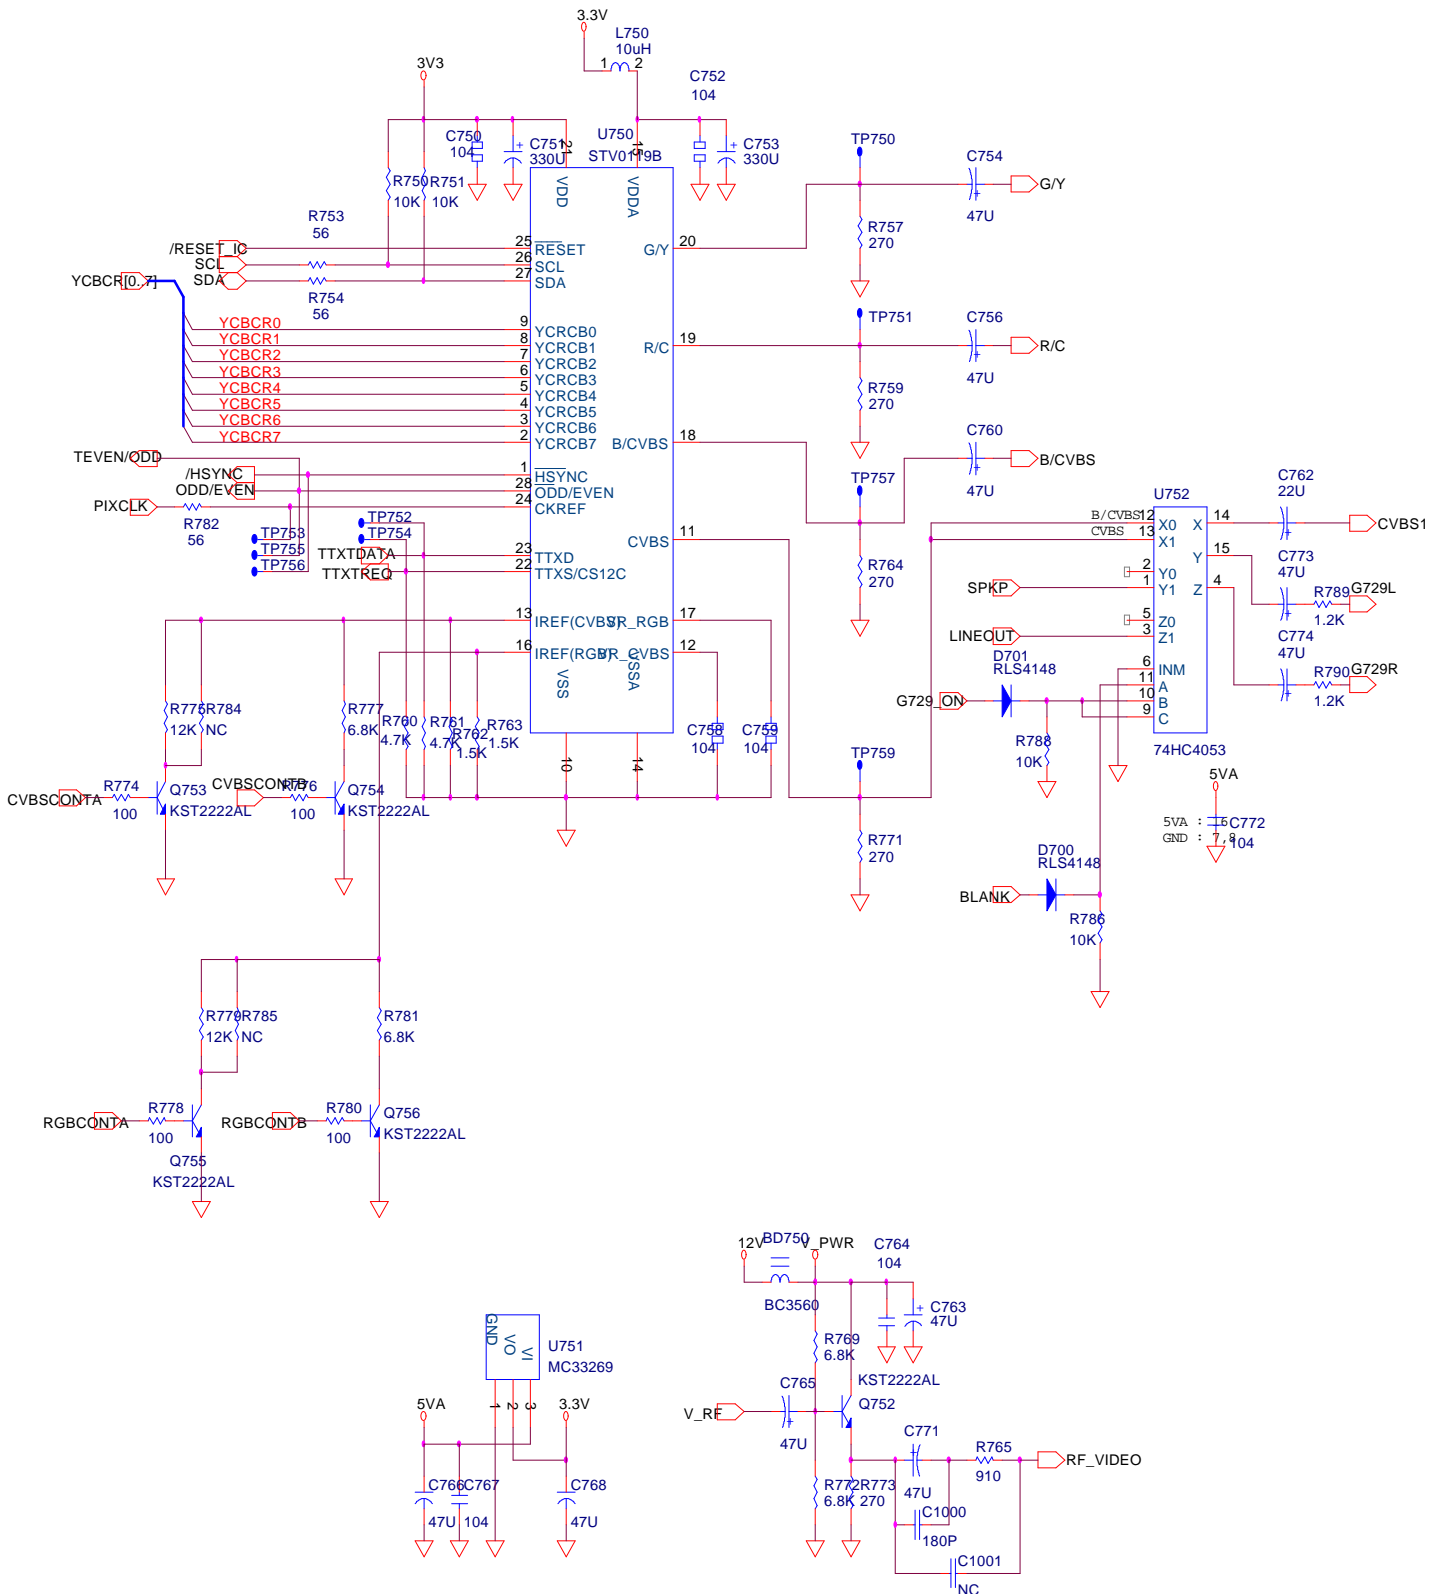 3.3V
L750
10uH
1 2
3V3
C752
104
C750
104
C751
330U
21
U750
STV0119B
15
C753
330U
TP750
C754
47U
G/Y
VDD
VDDA
R750
10K
R751
10K
R753
56
R757
270
/RESET_IC
25
RESET
G/Y
20
SCL
26
SCL
YCBCR[0..7]
SDA
27
SDA
R754
56
TP751
C756
47U
R/C
YCBCR0
9
YCRCB0
YCBCR1
8
YCRCB1
R/C
19
YCBCR2
7
YCRCB2
YCBCR3
6
YCRCB3
YCBCR4
5
YCRCB4
R759
270
YCBCR5
4
YCRCB5
YCBCR6
3
YCRCB6
YCBCR7
2
YCRCB7
B/CVBS
18
C760
47U
B/CVBS
TEVEN/ODD
/HSYNC
1
HSYNC
TP757
ODD/EVEN
28
ODD/EVEN
PIXCLK
24
CKREF
R782
56
U752
C762
22U
TP752
TP753
TP754
TP755
TP756
B/CVBS
12
X0
X
14
CVBS1
CVBS
13
X1
CVBS
11
TTXTDATA
23
TTXD
Y
15
C773
47U
TTXTREQ
22
TTXS/CS12C
R764
270
2
Y0
SPKP
1
Y1
Z
4
R789
1.2K
G729L
13
IREF(CVBS)
VR_RGB
17
5
Z0
LINEOUT
3
Z1
C774
47U
16
IREF(RGB)
VR_CVBS
12
D701
RLS4148
6
INM
VSS
VSSA
11
A
R790
1.2K
G729R
G729_ON
10
B
9
C
R775
12K
R784
NC
R777
6.8K
R760
4.7K
R761
4.7K
R762
1.5K
R763
1.5K
C758
104
C759
104
R788
10K
74HC4053
10
14
TP759
5VA
CVBSCONTA
R774
100
Q753
KST2222AL
CVBSCONTB
R776
100
Q754
KST2222AL
5VA : 16
GND : 7,8
C772
104
R771
270
D700
RLS4148
BLANK
R786
10K
R779
12K
R785
NC
R781
6.8K
RGBCONTA
R778
100
Q755
KST2222AL
RGBCONTB
R780
100
Q756
KST2222AL
12V
BD750
BC3560
V_PWR
C764
104
C763
47U
GND
VO
VI
U751
MC33269
R769
6.8K
KST2222AL
5VA
1
2
3
3.3V
C765
47U
V_RF
Q752
C766
47U
C767
104
C768
47U
C771
47U
R765
910
RF_VIDEO
R772
6.8K
R773
270
C1000
180P
C1001
NC